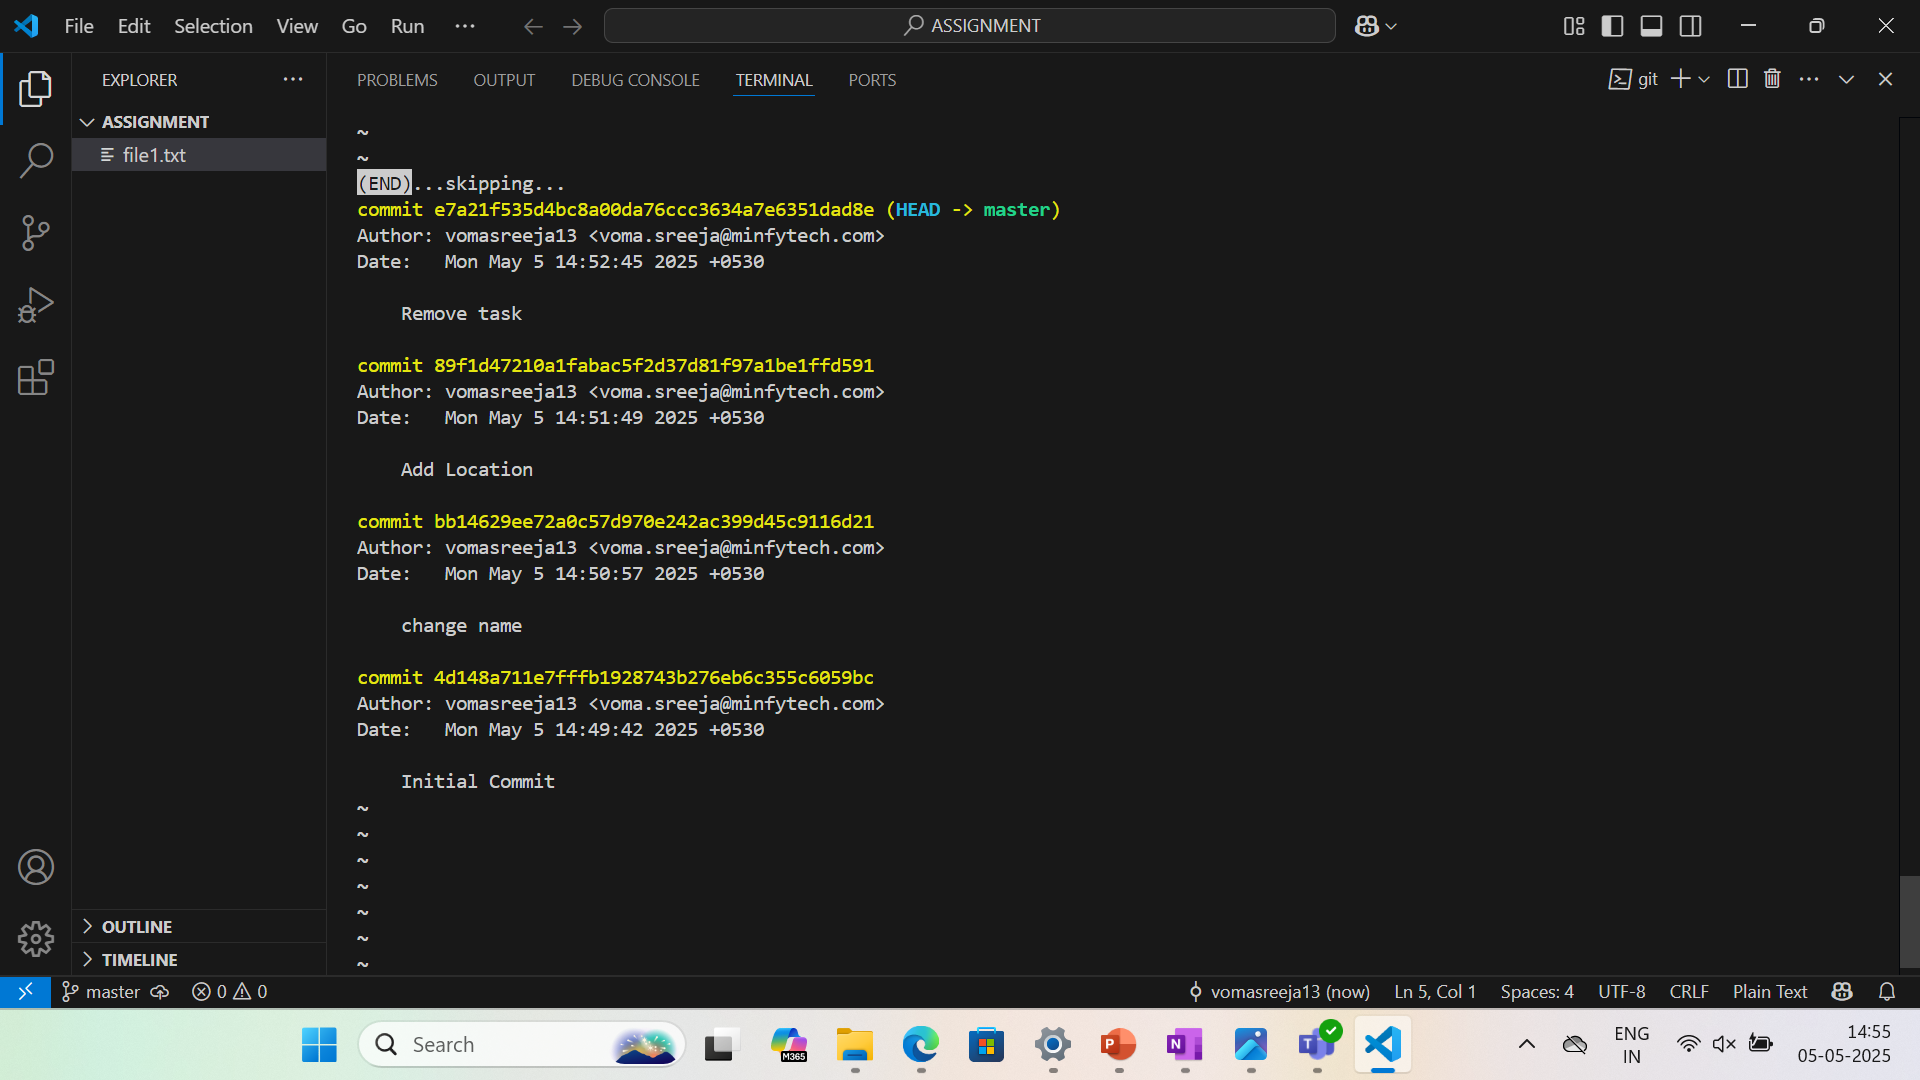 File Edit Selection View Go Run ... ASSIGNMENT
EXPLORER ...
ASSIGNMENT
file1.txt
OUTLINE
TIMELINE
PROBLEMS OUTPUT DEBUG CONSOLE TERMINAL PORTS git ...
~
~
(END)...skipping...
commit e7a21f535d4bc8a00da76ccc3634a7e6351dad8e (HEAD -> master)
Author: vomasreeja13 <voma.sreeja@minfytech.com>
Date:   Mon May 5 14:52:45 2025 +0530
    Remove task
commit 89f1d47210a1fabac5f2d37d81f97a1be1ffd591
Author: vomasreeja13 <voma.sreeja@minfytech.com>
Date:   Mon May 5 14:51:49 2025 +0530
    Add Location
commit bb14629ee72a0c57d970e242ac399d45c9116d21
Author: vomasreeja13 <voma.sreeja@minfytech.com>
Date:   Mon May 5 14:50:57 2025 +0530
    change name
commit 4d148a711e7fffb1928743b276eb6c355c6059bc
Author: vomasreeja13 <voma.sreeja@minfytech.com>
Date:   Mon May 5 14:49:42 2025 +0530
    Initial Commit
~
~
~
~
~
~
~
master 0 0 vomasreeja13 (now) Ln 5, Col 1 Spaces: 4 UTF-8 CRLF Plain Text
Search M365 P N T ENG 14:55
IN 05-05-2025